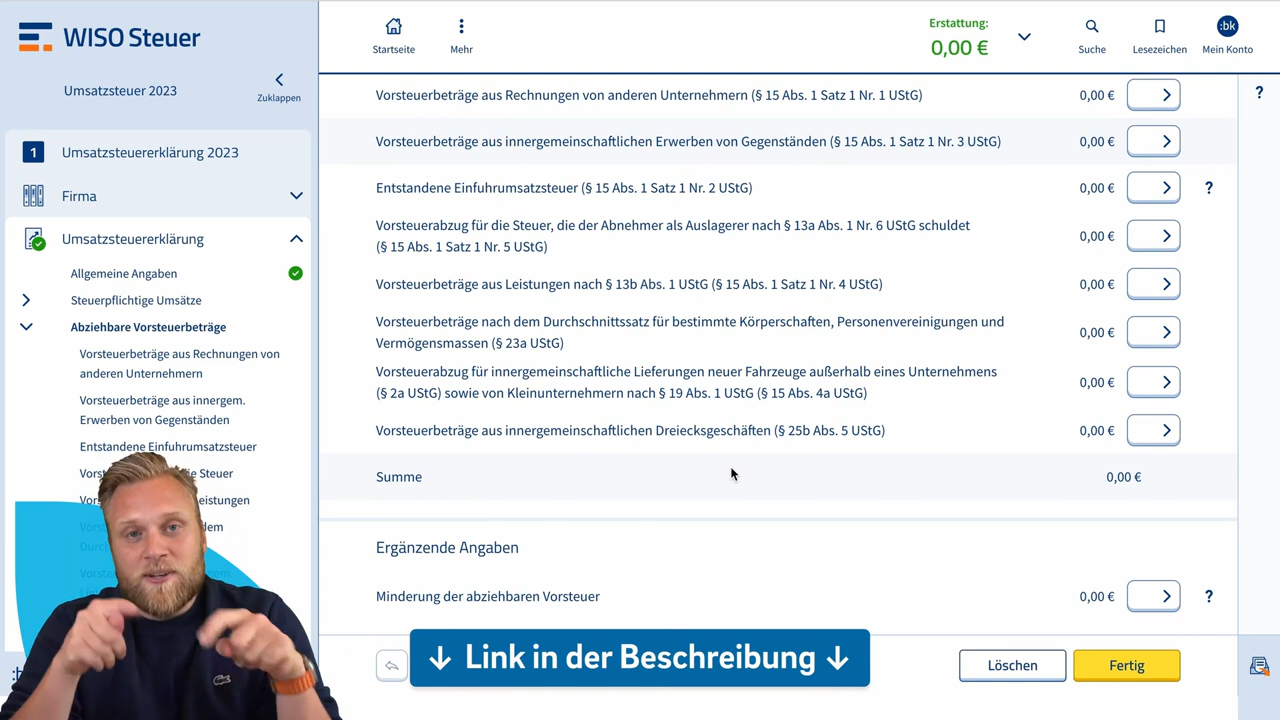 WISO Steuer
Umsatzsteuer 2023
Zuklappen
1 Umsatzsteuererklärung 2023
Firma
Umsatzsteuererklärung
Allgemeine Angaben
Steuerpflichtige Umsätze
Abziehbare Vorsteuerbeträge
Vorsteuerbeträge aus Rechnungen von
anderen Unternehmern
Vorsteuerbeträge aus innergem.
Erwerben von Gegenständen
Entstandene Einfuhrumsatzsteuer
Steuer
Startseite
Mehr
Erstattung:
0,00 €
Suche
Lesezeichen
:bk
Mein Konto
Vorsteuerbeträge aus Rechnungen von anderen Unternehmern (§ 15 Abs. 1 Satz 1 Nr. 1 UStG) 0,00 €
?
Vorsteuerbeträge aus innergemeinschaftlichen Erwerben von Gegenständen (§ 15 Abs. 1 Satz 1 Nr. 3 UStG) 0,00 €
Entstandene Einfuhrumsatzsteuer (§ 15 Abs. 1 Satz 1 Nr. 2 UStG) 0,00 € ?
Vorsteuerabzug für die Steuer, die der Abnehmer als Auslagerer nach § 13a Abs. 1 Nr. 6 UStG schuldet
(§ 15 Abs. 1 Satz 1 Nr. 5 UStG) 0,00 €
Vorsteuerbeträge aus Leistungen nach § 13b Abs. 1 UStG (§ 15 Abs. 1 Satz 1 Nr. 4 UStG) 0,00 €
Vorsteuerbeträge nach dem Durchschnittssatz für bestimmte Körperschaften, Personenvereinigungen und
Vermögensmassen (§ 23a UStG) 0,00 €
Vorsteuerabzug für innergemeinschaftliche Lieferungen neuer Fahrzeuge außerhalb eines Unternehmens
(§ 2a UStG) sowie von Kleinunternehmern nach § 19 Abs. 1 UStG (§ 15 Abs. 4a UStG) 0,00 €
Vorsteuerbeträge aus innergemeinschaftlichen Dreiecksgeschäften (§ 25b Abs. 5 UStG) 0,00 €
Summe 0,00 €
Ergänzende Angaben
Minderung der abziehbaren Vorsteuer 0,00 € ?
↓ Link in der Beschreibung ↓
Löschen
Fertig